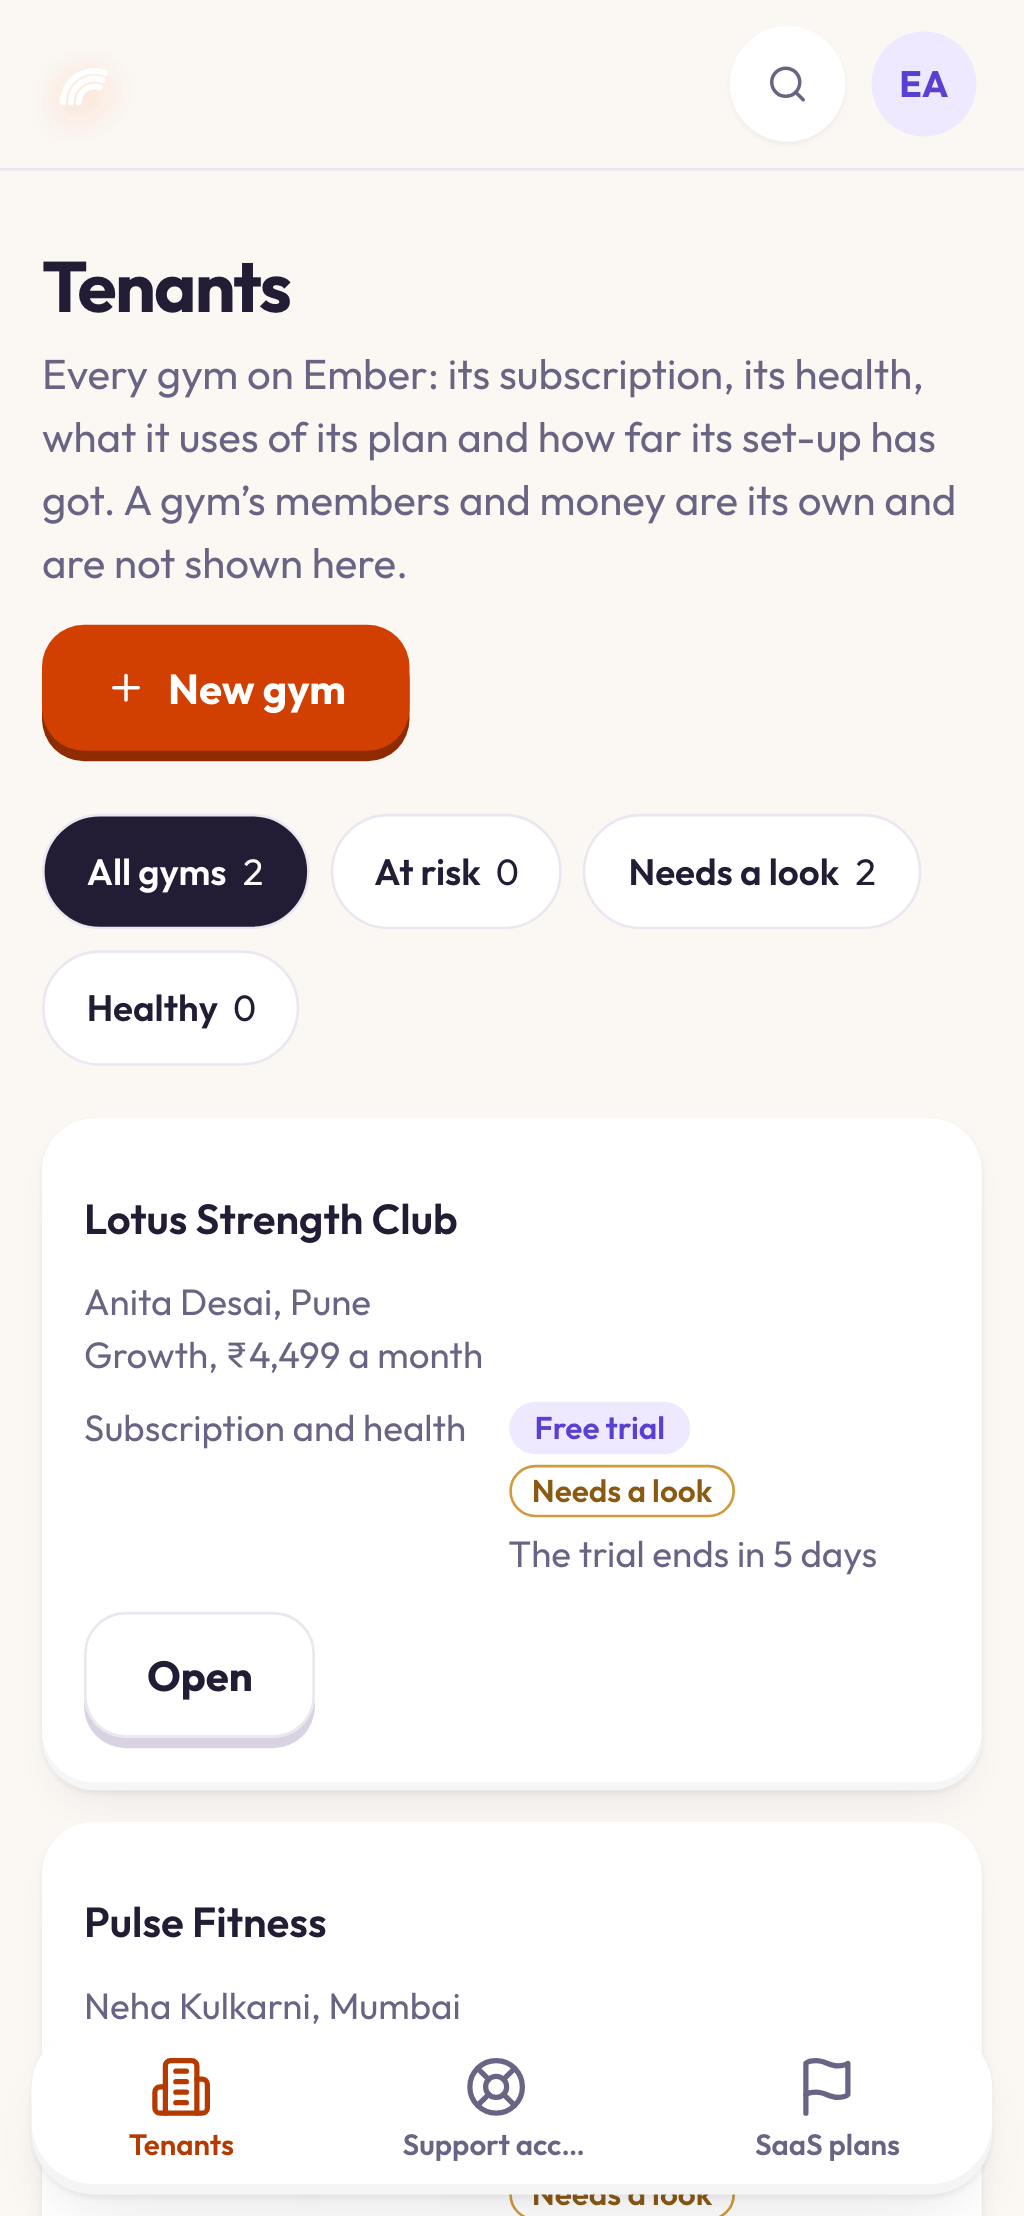 EA
Tenants
Every gym on Ember: its subscription, its health,
what it uses of its plan and how far its set-up has
got. A gym’s members and money are its own and
are not shown here.
New gym
All gyms 2
At risk 0
Needs a look 2
Healthy 0
Lotus Strength Club
Anita Desai, Pune
Growth, ₹4,499 a month
Subscription and health
Free trial
Needs a look
The trial ends in 5 days
Open
Pulse Fitness
Neha Kulkarni, Mumbai
Tenants
Support acc...
SaaS plans
Needs a look